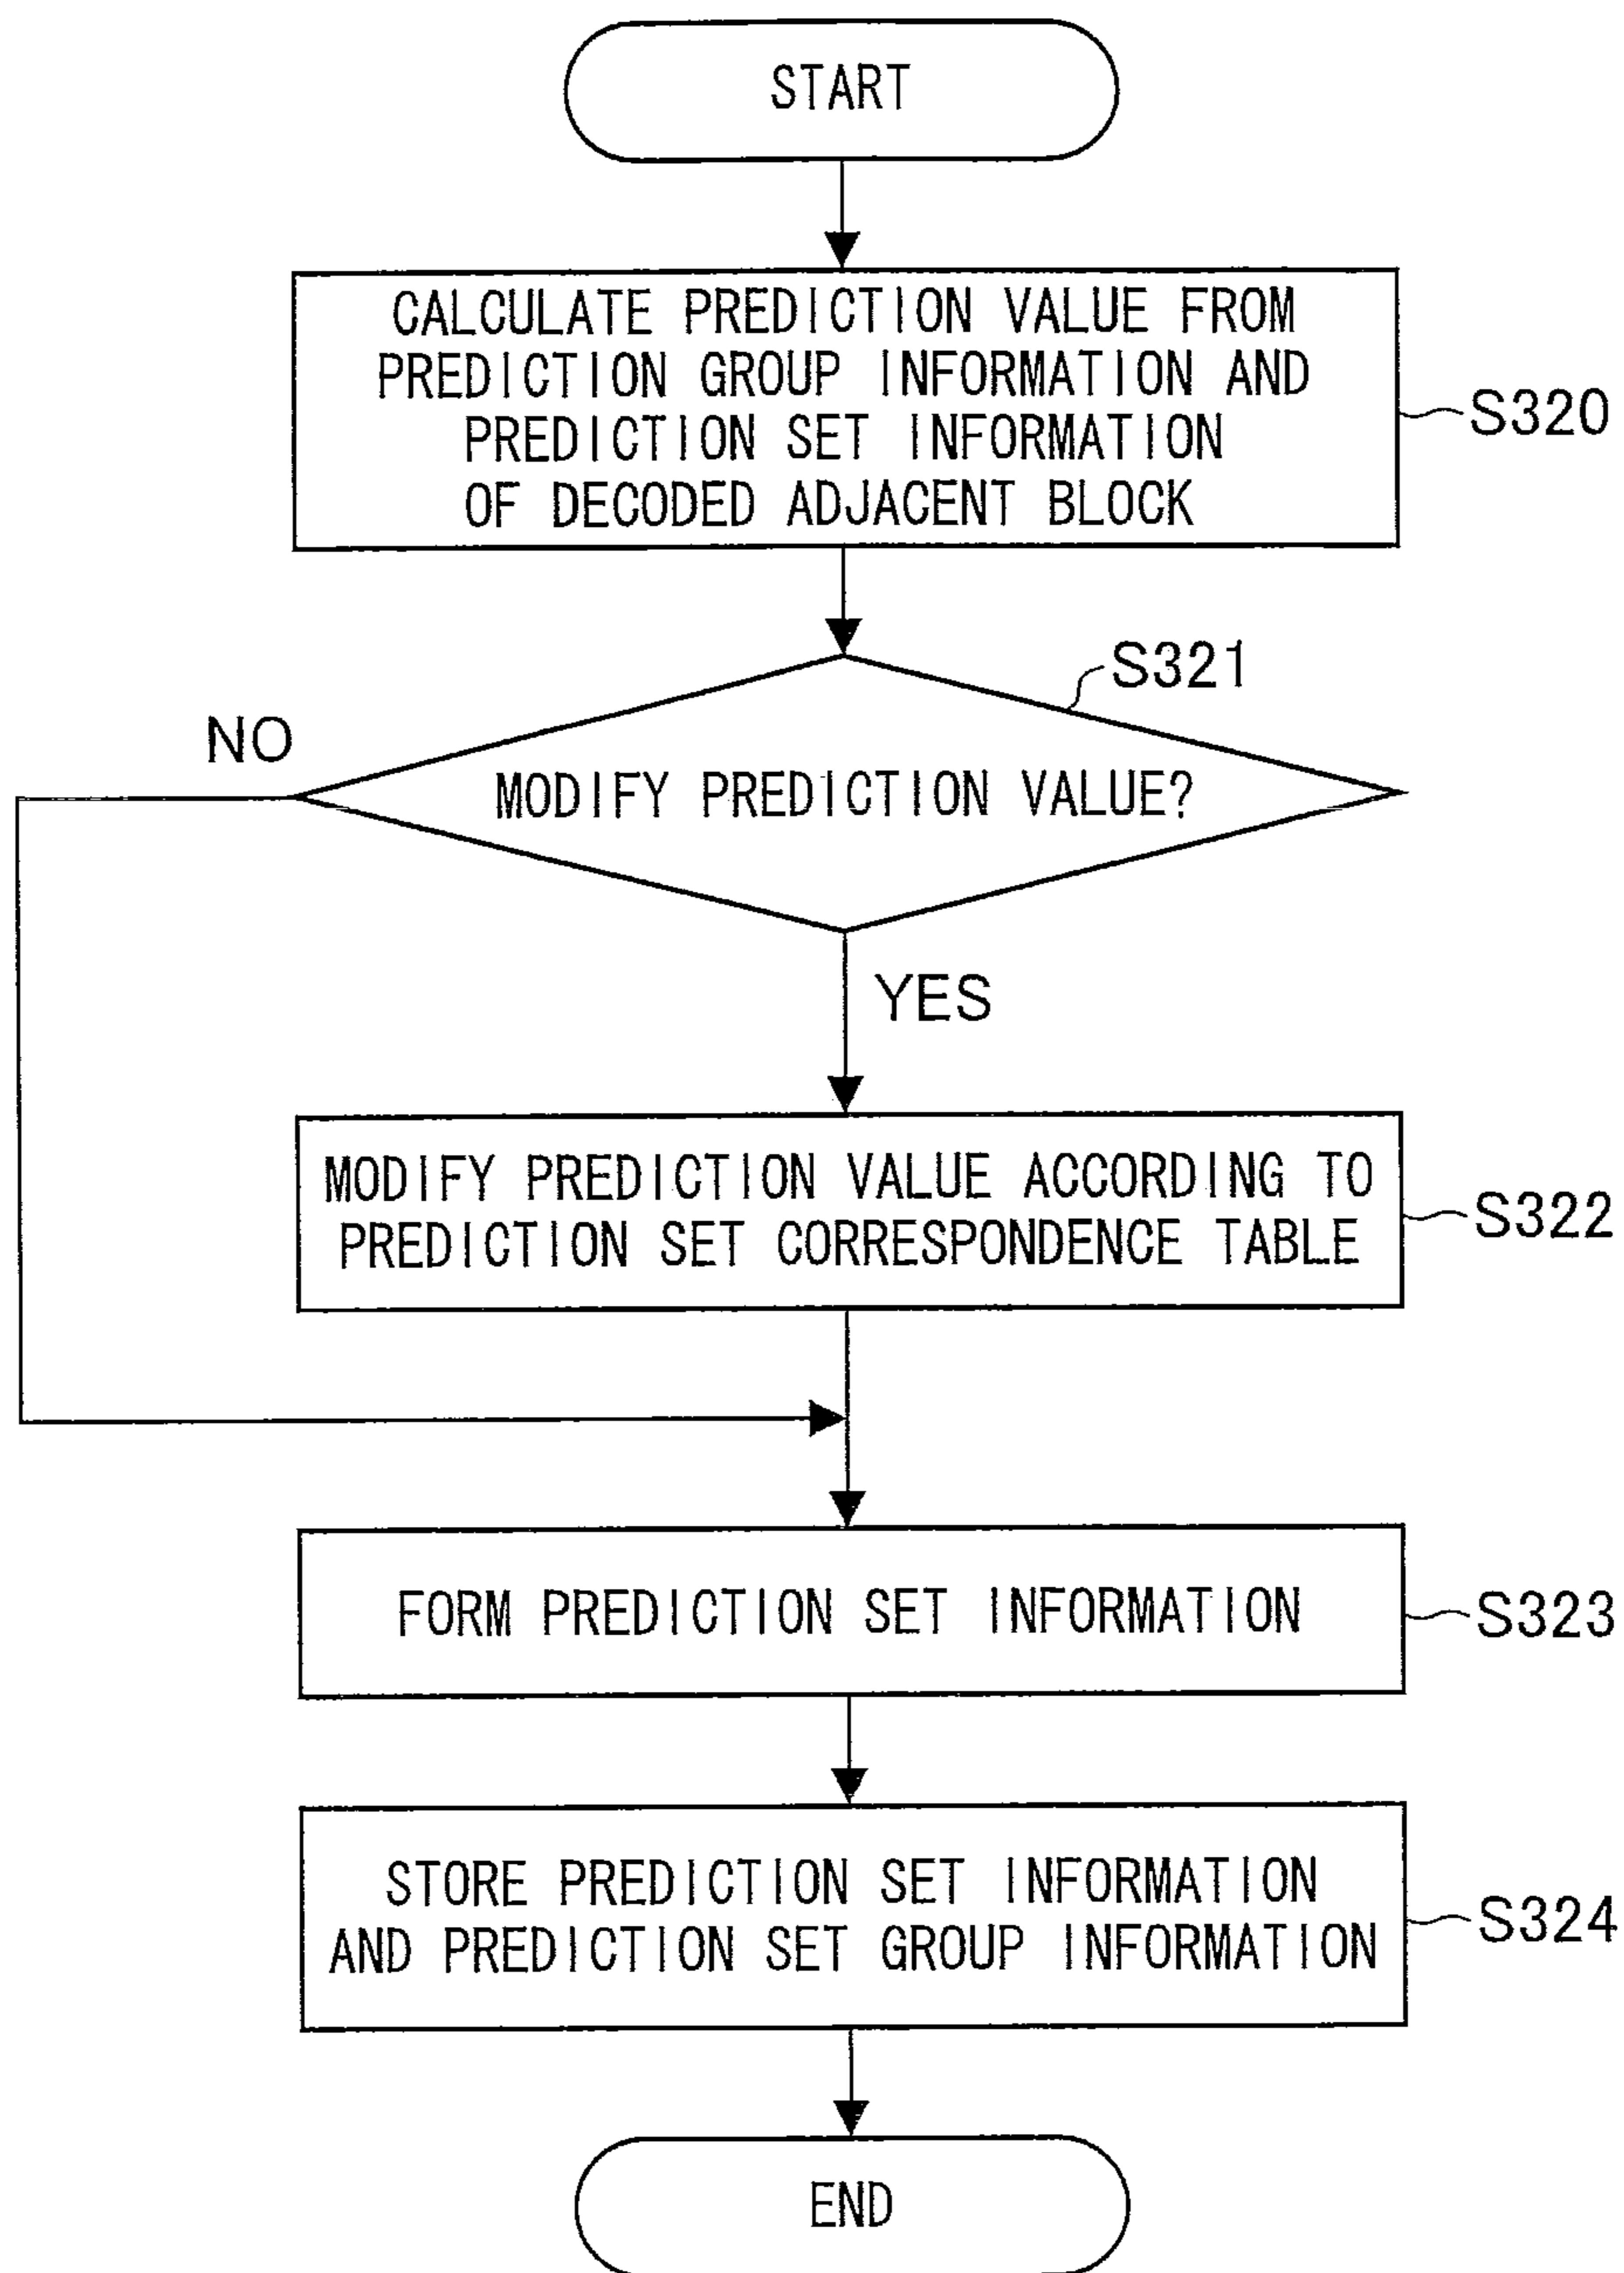 START
CALCULATE PREDICTION VALUE FROM
PREDICTION GROUP INFORMATION AND
PREDICTION SET INFORMATION
OF DECODED ADJACENT BLOCK
S320
S321
NO
MODIFY PREDICTION VALUE?
YES
MODIFY PREDICTION VALUE ACCORDING TO
PREDICTION SET CORRESPONDENCE TABLE
S322
FORM PREDICTION SET INFORMATION
S323
STORE PREDICTION SET INFORMATION
AND PREDICTION SET GROUP INFORMATION
S324
END